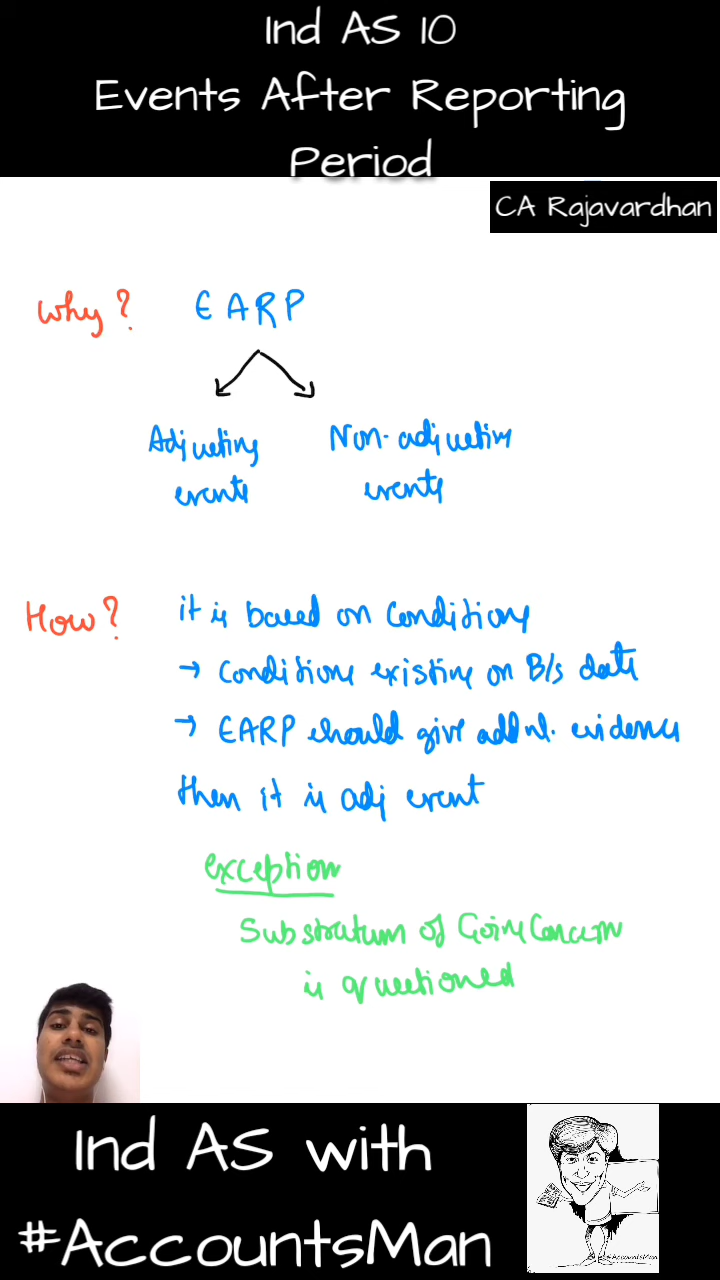 Ind AS 10
Events After Reporting
Period
CA Rajavardhan
Why? EARP
Adjusting Non-adjusting
events events
How? it is based on Conditions
→ Conditions existing on B/s date
→ EARP should give addnl. evidence
then it is adj event
exception
Substratum of Going Concern
is questioned
Ind AS with
#AccountsMan
#AccountsMan